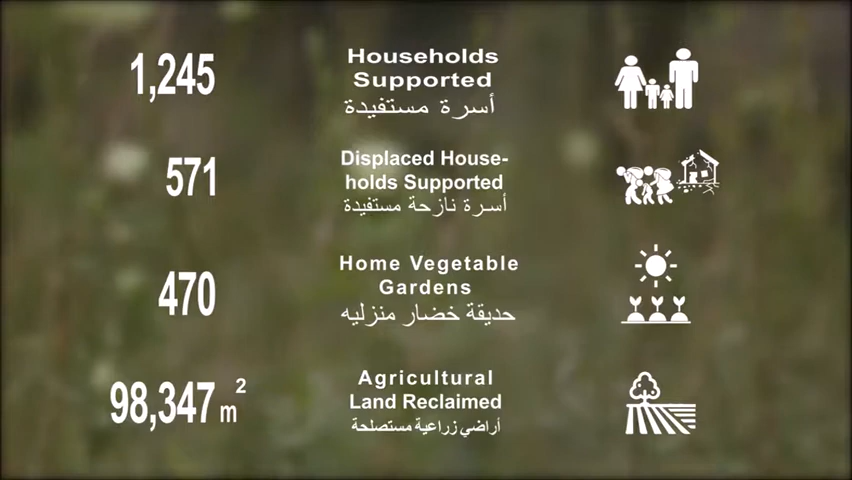 1,245
Households
Supported
أسرة مستفيدة
571
Displaced House-
holds Supported
أسرة نازحة مستفيدة
470
Home Vegetable
Gardens
حديقة خضار منزليه
98,347 m²
Agricultural
Land Reclaimed
أراضي زراعية مستصلحة